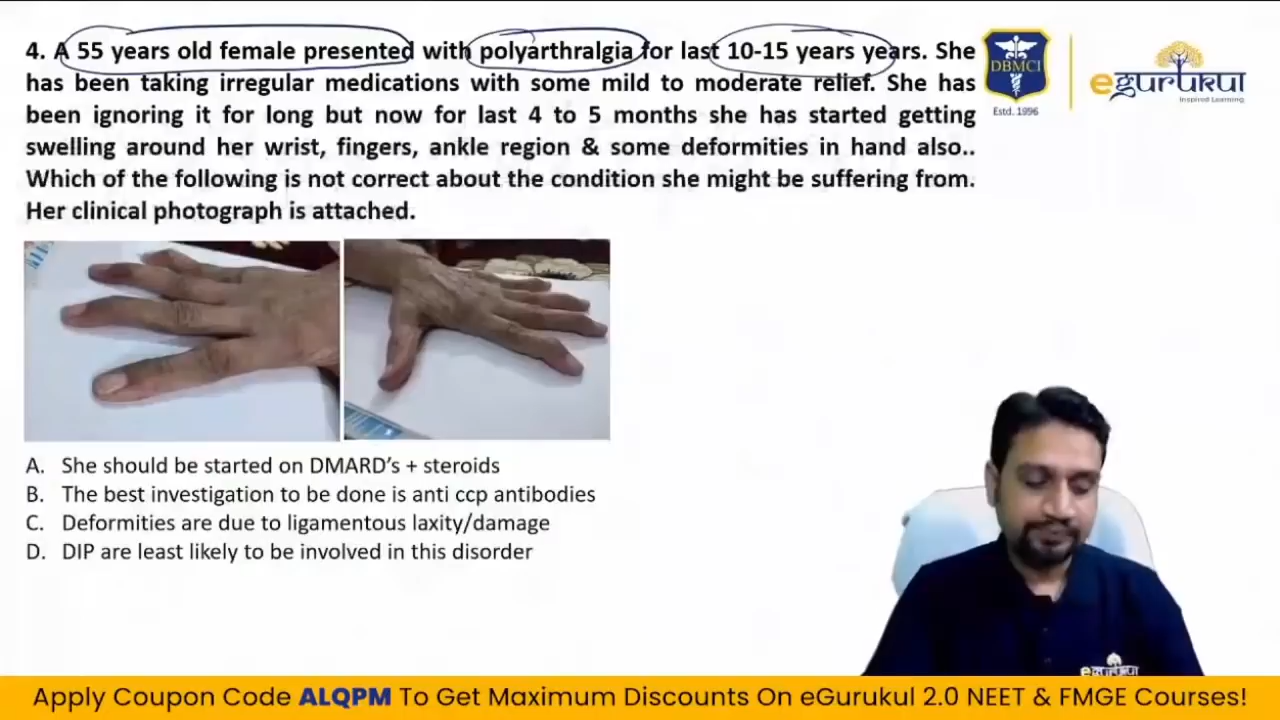 4. A 55 years old female presented with polyarthralgia for last 10-15 years years. She
has been taking irregular medications with some mild to moderate relief. She has
been ignoring it for long but now for last 4 to 5 months she has started getting
swelling around her wrist, fingers, ankle region & some deformities in hand also..
Which of the following is not correct about the condition she might be suffering from.
Her clinical photograph is attached.
DBMCI
Estd. 1996
egurukul
Inspired Learning
A. She should be started on DMARD’s + steroids
B. The best investigation to be done is anti ccp antibodies
C. Deformities are due to ligamentous laxity/damage
D. DIP are least likely to be involved in this disorder
egurukul
Apply Coupon Code ALQPM To Get Maximum Discounts On eGurukul 2.0 NEET & FMGE Courses!